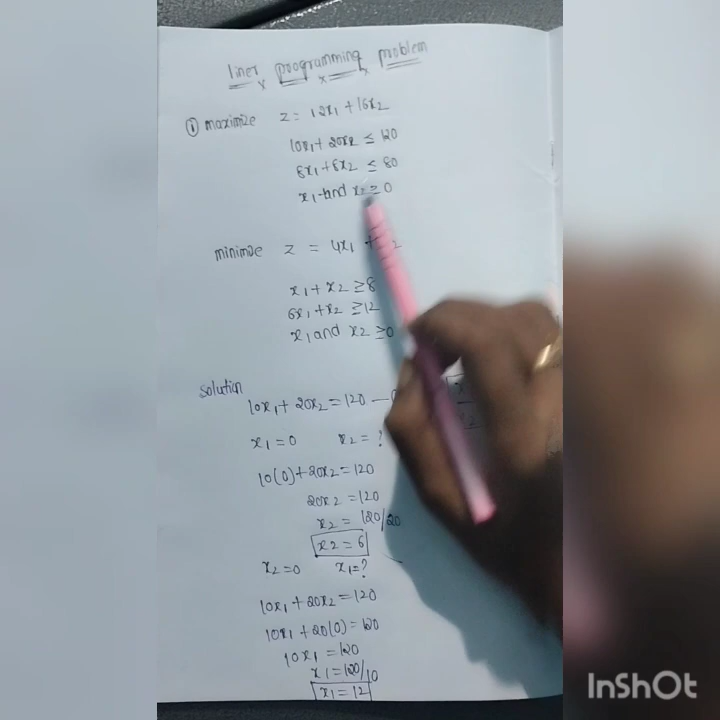 liner programming problem
① maximize z = 12x1 + 16x2
10x1 + 20x2 ≤ 120
8x1 + 8x2 ≤ 80
x1 and x2 ≥ 0
minimize z = 4x1 + 2
x1 + x2 ≥ 8
6x1 + x2 ≥ 12
x1 and x2 ≥ 0
solution
10x1 + 20x2 = 120 —
x1 = 0 x2 = ?
10(0) + 20x2 = 120
20x2 = 120
x2 = 120/20
x2 = 6
x2 = 0 x1 = ?
10x1 + 20x2 = 120
10x1 + 20(0) = 120
10x1 = 120
x1 = 120/10
x1 = 12
InShOt